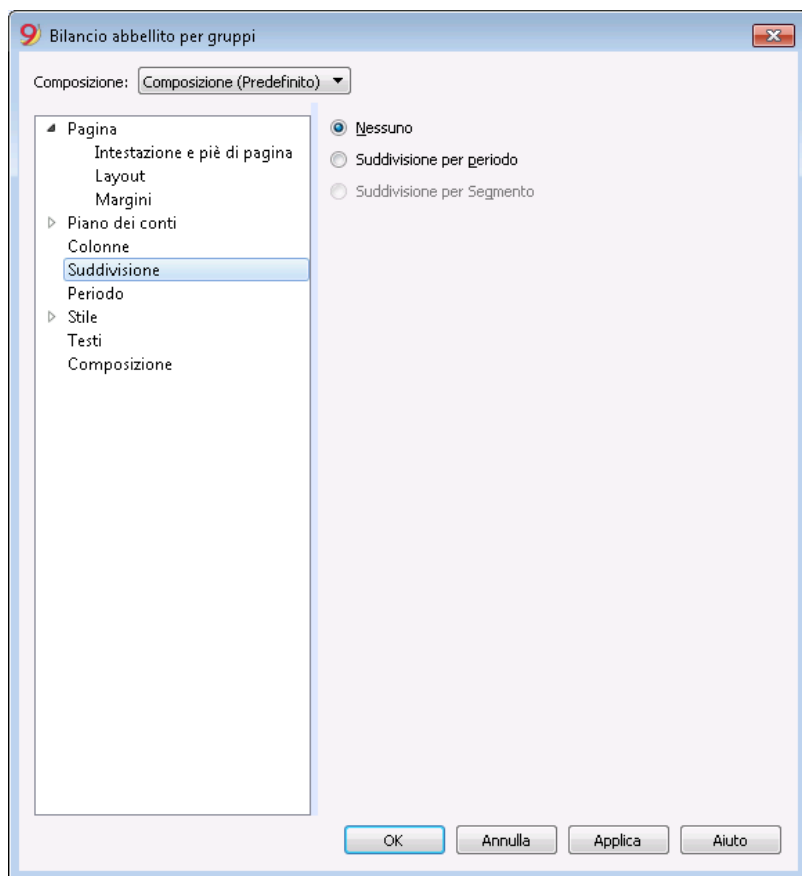 9 Bilancio abbellito per gruppi
Composizione: Composizione (Predefinito)
Pagina
Intestazione e piè di pagina
Layout
Margini
Piano dei conti
Colonne
Suddivisione
Periodo
Stile
Testi
Composizione
Nessuno
Suddivisione per periodo
Suddivisione per Segmento
OK Annulla Applica Aiuto